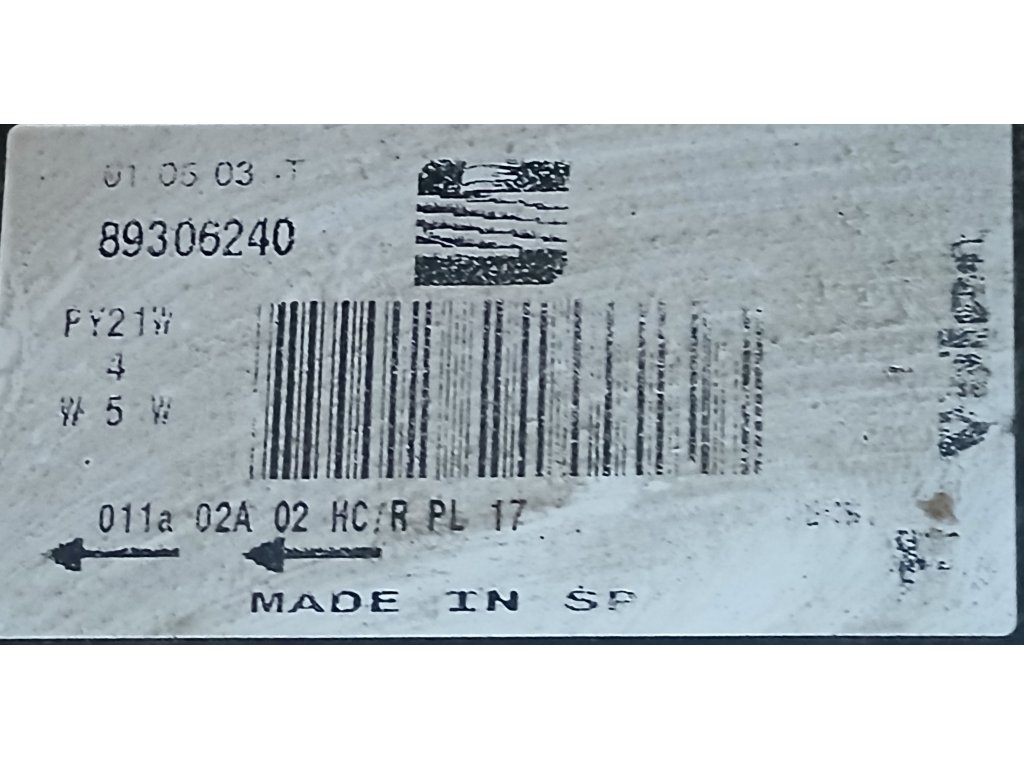 01 05 03
89306240
PY21W
4
W 5 W
011a 02A 02 HC/R PL 17
MADE IN SP